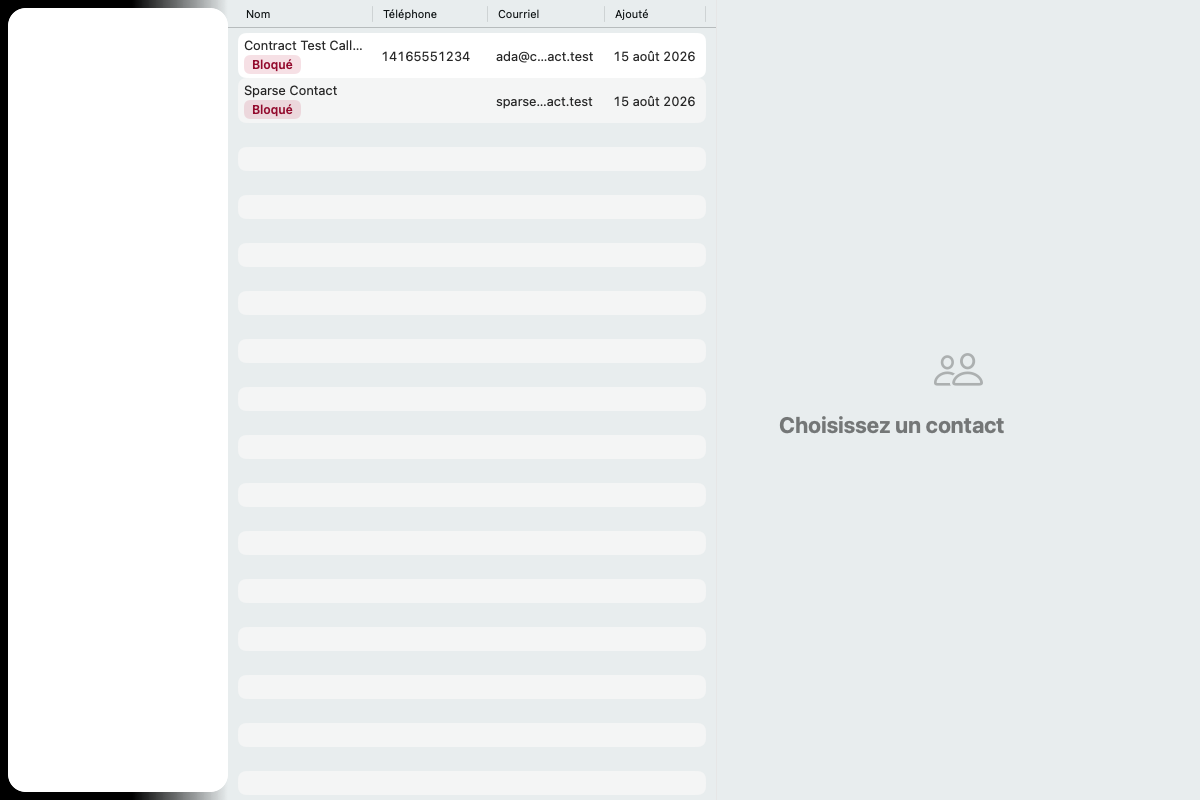 Nom Téléphone Courriel Ajouté
Contract Test Call…
Bloqué
14165551234 ada@c…act.test 15 août 2026
Sparse Contact
Bloqué
sparse…act.test 15 août 2026
Choisissez un contact